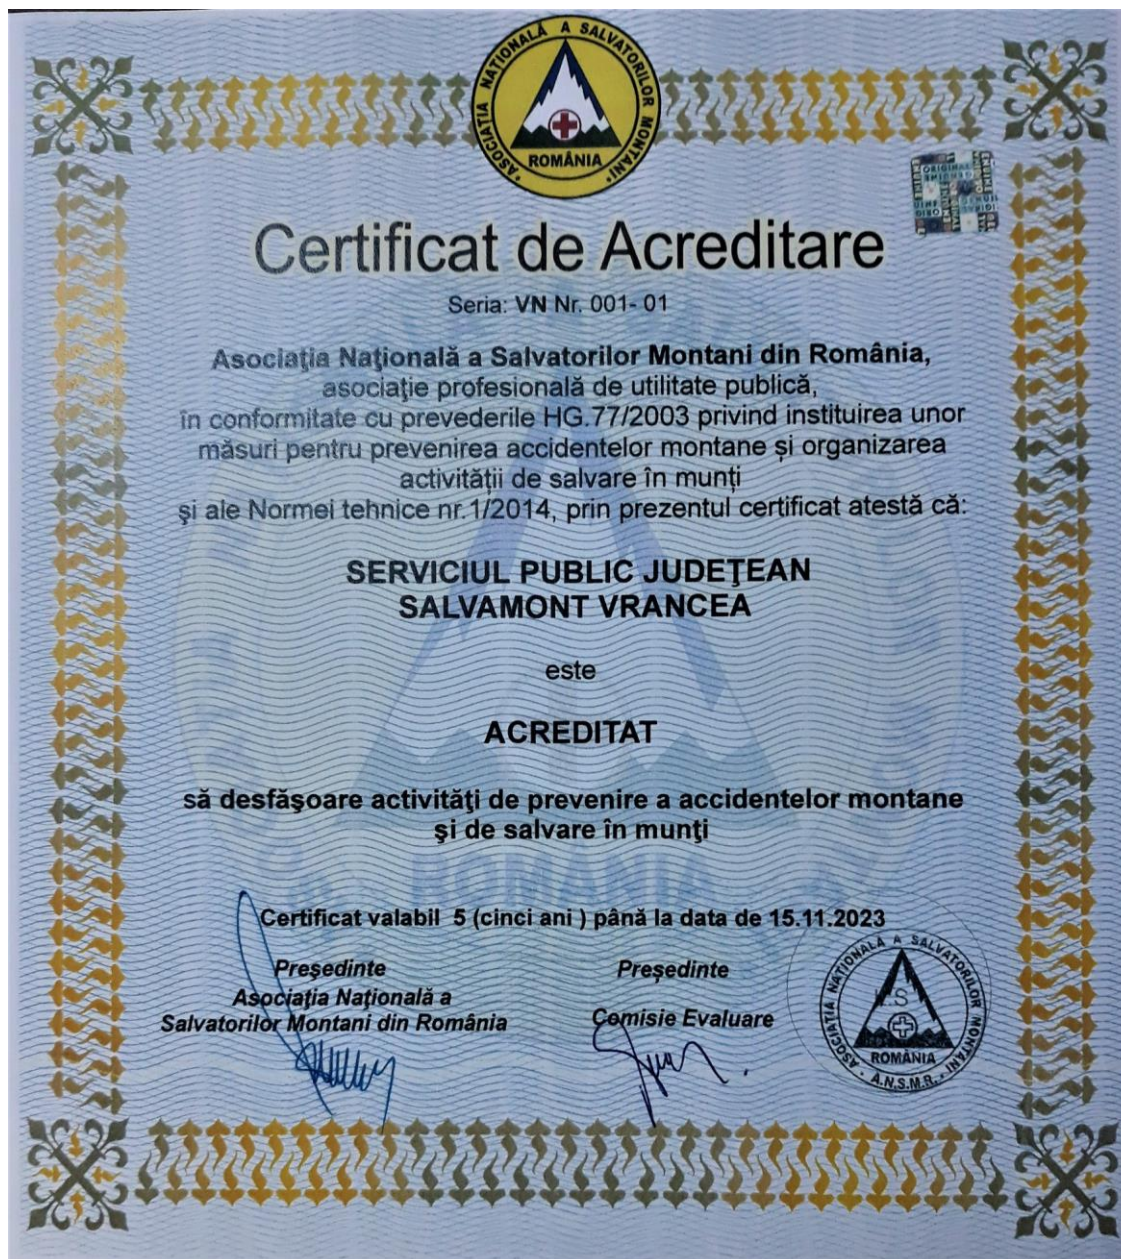 ASOCIAȚIA NAȚIONALĂ A SALVATORILOR MONTANI
ROMÂNIA
Certificat de Acreditare
Seria: VN Nr. 001- 01
Asociaţia Naţională a Salvatorilor Montani din România,
asociaţie profesională de utilitate publică,
în conformitate cu prevederile HG.77/2003 privind instituirea unor
măsuri pentru prevenirea accidentelor montane și organizarea
activității de salvare în munți
şi ale Normei tehnice nr.1/2014, prin prezentul certificat atestă că:
SERVICIUL PUBLIC JUDEŢEAN
SALVAMONT VRANCEA
este
ACREDITAT
să desfăşoare activităţi de prevenire a accidentelor montane
şi de salvare în munţi
ROMÂNIA
Certificat valabil 5 (cinci ani ) până la data de 15.11.2023
Preşedinte
Asociaţia Naţională a
Salvatorilor Montani din România
Președinte
Comisie Evaluare
ASOCIAȚIA NAȚIONALĂ A SALVATORILOR MONTANI
S
ROMÂNIA
A.N.S.M.R.